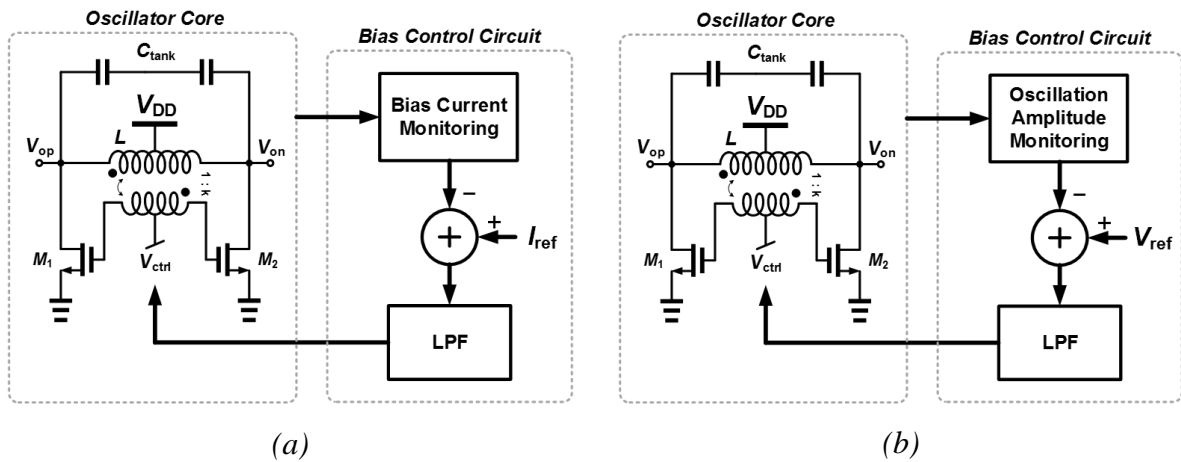 Oscillator Core
Bias Control Circuit
Ctank
VDD
L
Vop
Von
1 : k
M1
Vctrl
M2
Bias Current
Monitoring
−
+
+
Iref
LPF
(a)
Oscillator Core
Bias Control Circuit
Ctank
VDD
L
Vop
Von
1 : k
M1
Vctrl
M2
Oscillation
Amplitude
Monitoring
−
+
+
Vref
LPF
(b)